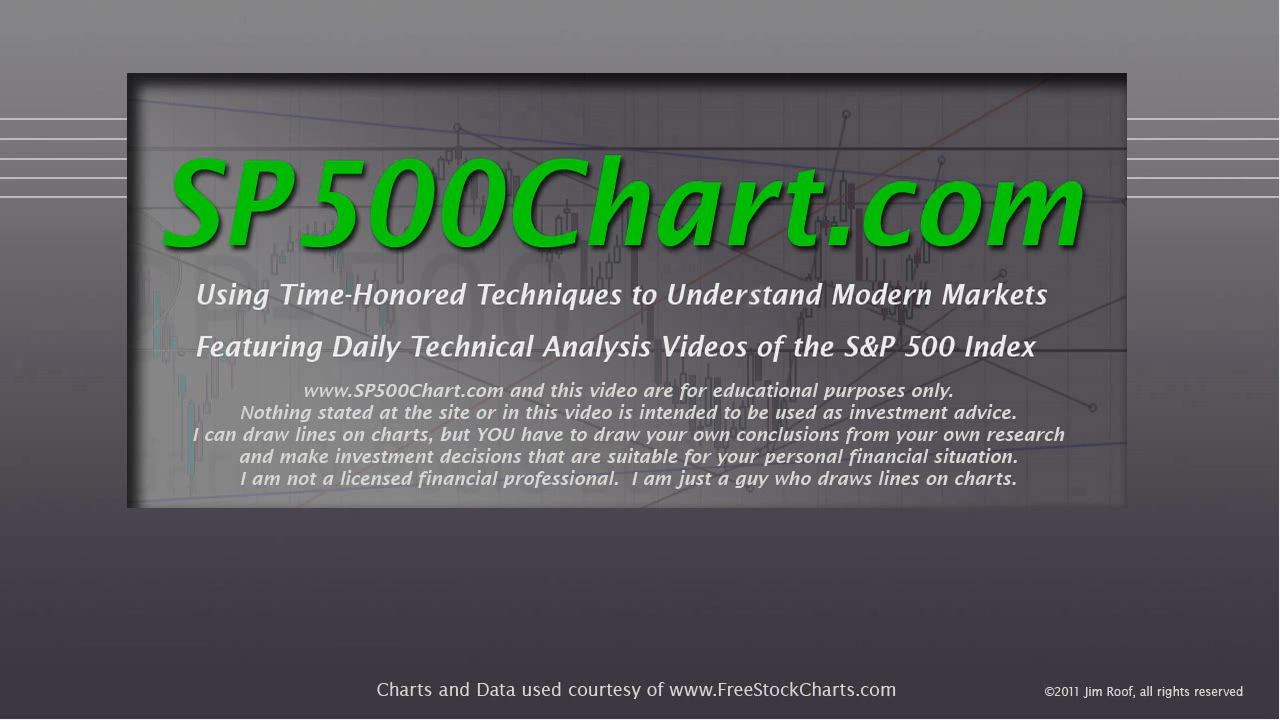 SP500Chart.com
Using Time-Honored Techniques to Understand Modern Markets
Featuring Daily Technical Analysis Videos of the S&P 500 Index
www.SP500Chart.com and this video are for educational purposes only.
Nothing stated at the site or in this video is intended to be used as investment advice.
I can draw lines on charts, but YOU have to draw your own conclusions from your own research
and make investment decisions that are suitable for your personal financial situation.
I am not a licensed financial professional.  I am just a guy who draws lines on charts.
Charts and Data used courtesy of www.FreeStockCharts.com
©2011 Jim Roof, all rights reserved